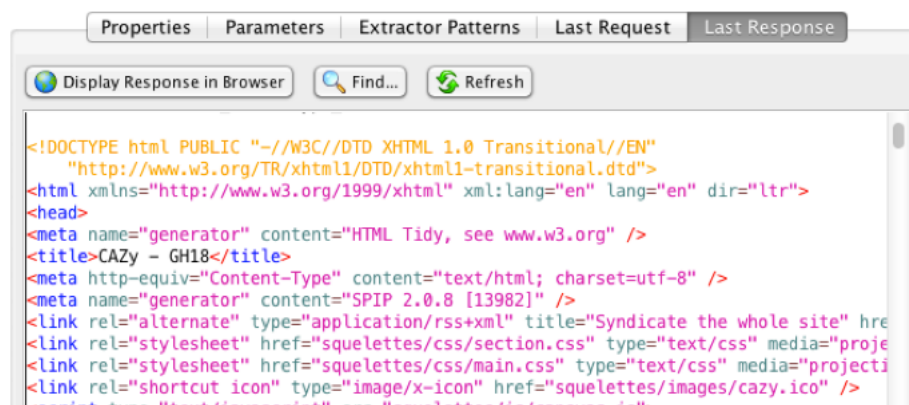 Properties Parameters Extractor Patterns Last Request Last Response
Display Response in Browser Find... Refresh
<!DOCTYPE html PUBLIC "-//W3C//DTD XHTML 1.0 Transitional//EN"
"http://www.w3.org/TR/xhtml1/DTD/xhtml1-transitional.dtd">
<html xmlns="http://www.w3.org/1999/xhtml" xml:lang="en" lang="en" dir="ltr">
<head>
<meta name="generator" content="HTML Tidy, see www.w3.org" />
<title>CAZy - GH18</title>
<meta http-equiv="Content-Type" content="text/html; charset=utf-8" />
<meta name="generator" content="SPIP 2.0.8 [13982]" />
<link rel="alternate" type="application/rss+xml" title="Syndicate the whole site" hre
<link rel="stylesheet" href="squelettes/css/section.css" type="text/css" media="proje
<link rel="stylesheet" href="squelettes/css/main.css" type="text/css" media="projecti
<link rel="shortcut icon" type="image/x-icon" href="squelettes/images/cazy.ico" />